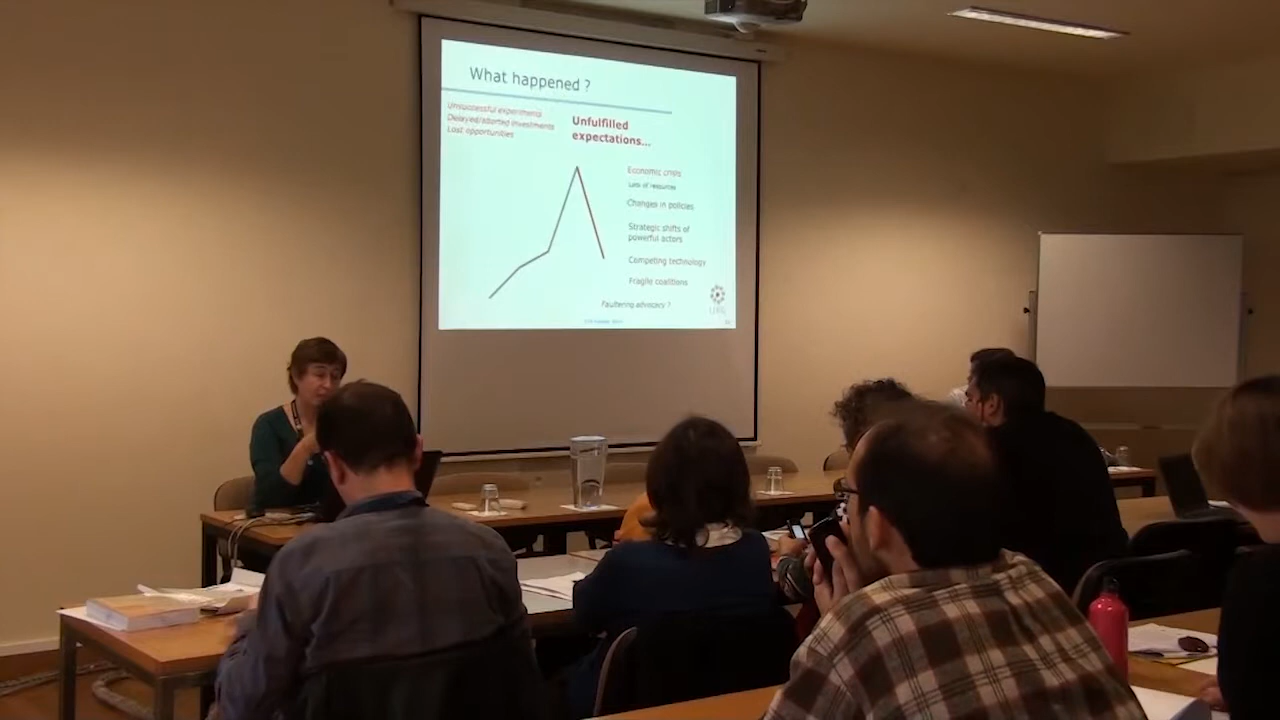 What happened ?
Unsuccessful experiments
Delayed/aborted investments
Lost opportunities
Unfulfilled
expectations...
Economic crisis
Lack of resources
Changes in policies
Strategic shifts of
powerful actors
Competing technology
Fragile coalitions
Faultering advocacy ?